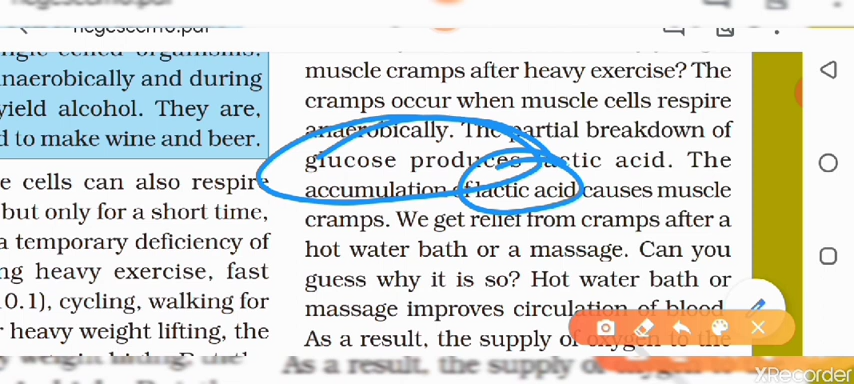 ngle celled organisms,
naerobically and during
yield alcohol. They are,
d to make wine and beer.
e cells can also respire
but only for a short time,
a temporary deficiency of
ng heavy exercise, fast
0.1), cycling, walking for
r heavy weight lifting, the
muscle cramps after heavy exercise? The
cramps occur when muscle cells respire
anaerobically. The partial breakdown of
glucose produces lactic acid. The
accumulation of lactic acid causes muscle
cramps. We get relief from cramps after a
hot water bath or a massage. Can you
guess why it is so? Hot water bath or
massage improves circulation of blood.
As a result, the supply of oxygen to the
As a result, the supply of oxygen to the
XRecorder